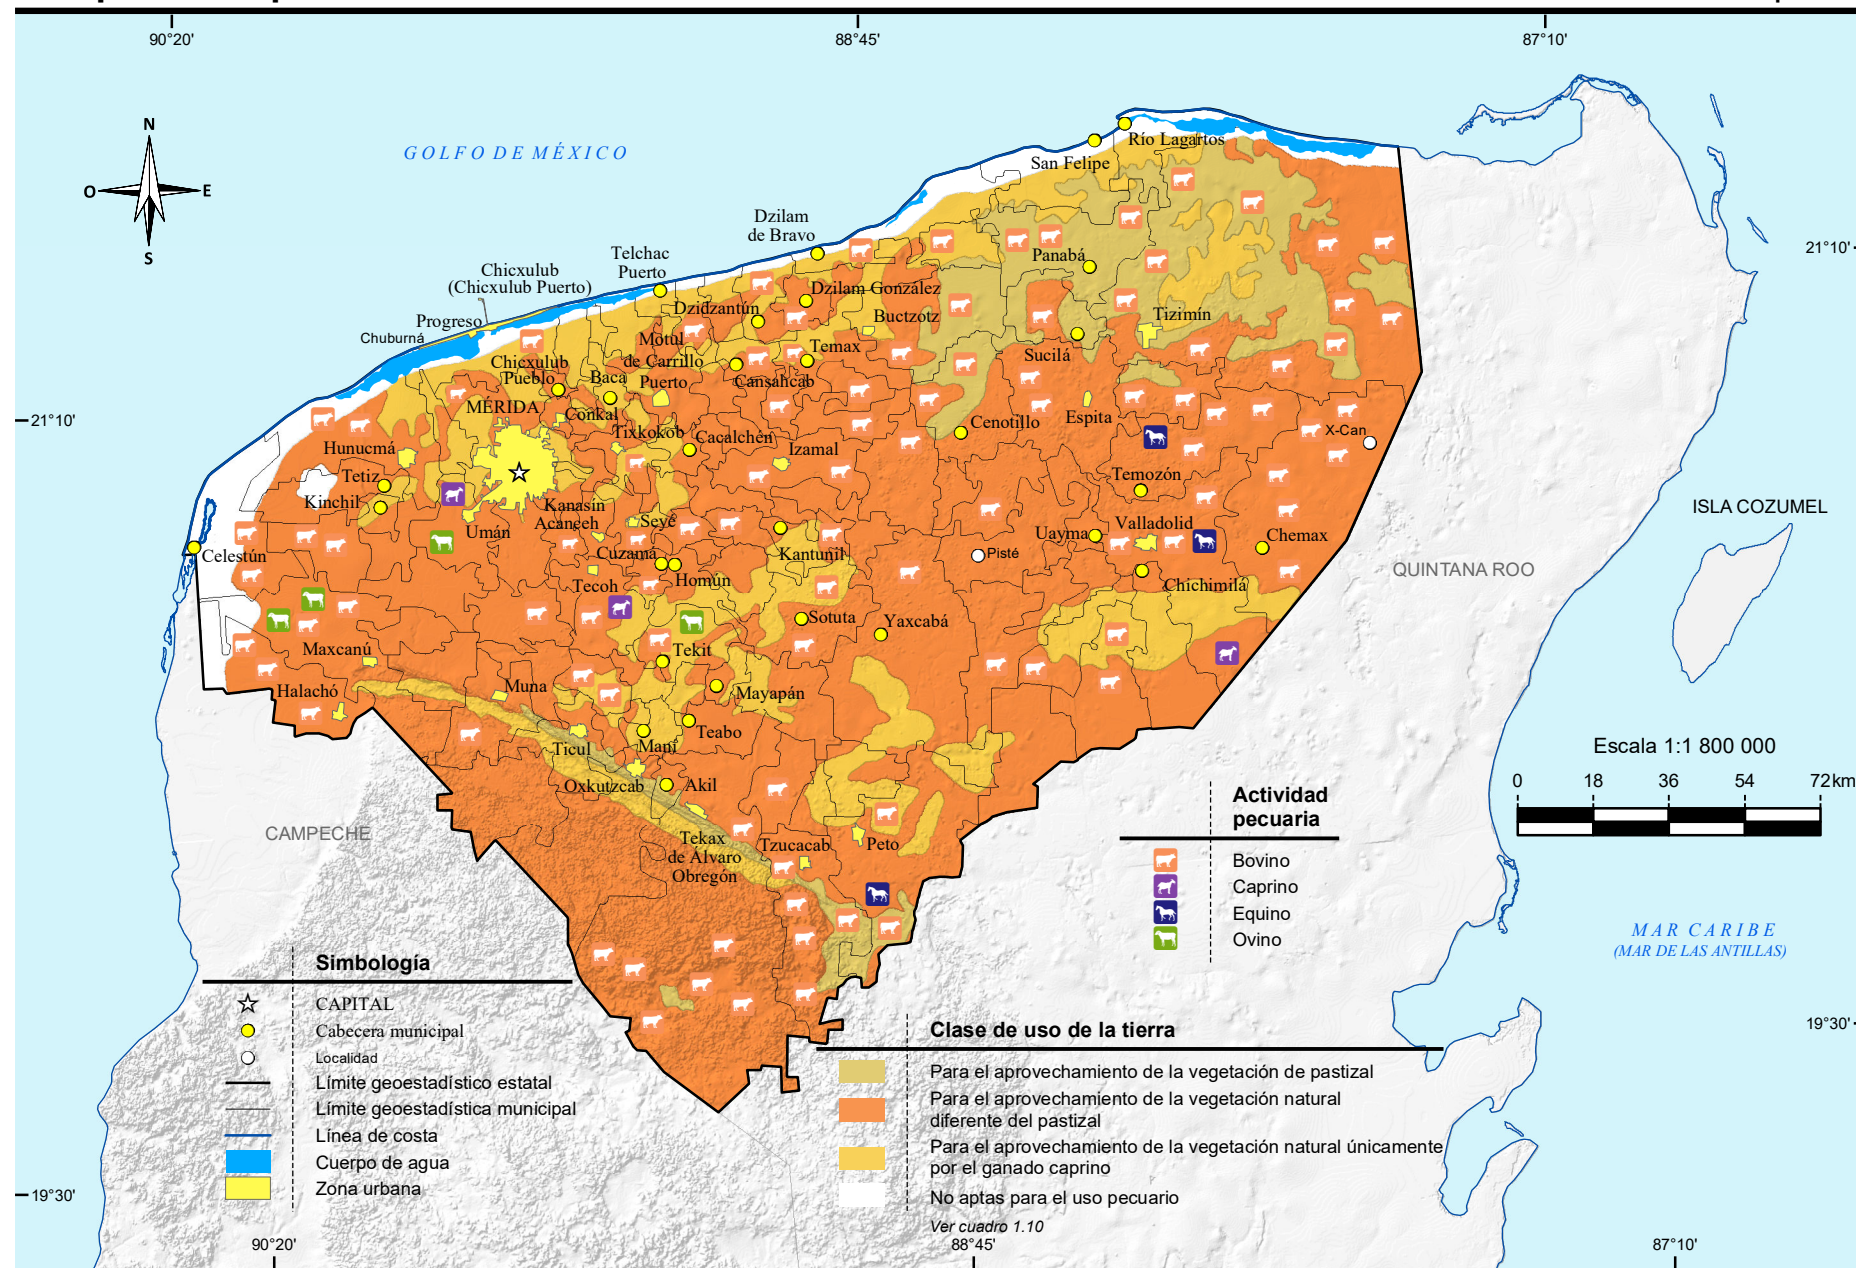 90°20'
88°45'
87°10'
N
O
E
S
GOLFO DE MÉXICO
Río Lagartos
San Felipe
Dzilam
de Bravo
21°10'
Telchac
Puerto
Panabá
Chicxulub
(Chicxulub Puerto)
Dzilam González
Dzidzantún
Buctzotz
Tizimín
Progreso
Chuburná
Motul
de Carrillo
Temax
Sucilá
Chicxulub
Pueblo
Baca
Puerto
Cansahcab
MÉRIDA
Conkal
21°10'
Tixkokob
Cacalchén
Cenotillo
Espita
X-Can
Hunucmá
Izamal
Tetiz
Temozón
Kinchil
Kanasín
Acanceh
Seyé
ISLA COZUMEL
Umán
Uayma
Valladolid
Celestún
Cuzamá
Kantunil
Pisté
Chemax
Tecoh
Homún
Chichimilá
QUINTANA ROO
Sotuta
Yaxcabá
Maxcanú
Tekit
Halachó
Muna
Mayapán
Teabo
Ticul
Maní
Escala 1:1 800 000
Oxkutzcab
Akil
0 18 36 54 72 km
CAMPECHE
Tekax
de Álvaro
Obregón
Tzucacab
Peto
Actividad
pecuaria
Bovino
Caprino
Equino
Ovino
MAR CARIBE
(MAR DE LAS ANTILLAS)
Simbología
CAPITAL
Cabecera municipal
Localidad
Límite geoestadístico estatal
Límite geoestadística municipal
Línea de costa
Cuerpo de agua
Zona urbana
Clase de uso de la tierra
Para el aprovechamiento de la vegetación de pastizal
Para el aprovechamiento de la vegetación natural
diferente del pastizal
Para el aprovechamiento de la vegetación natural únicamente
por el ganado caprino
No aptas para el uso pecuario
Ver cuadro 1.10
19°30'
19°30'
90°20'
88°45'
87°10'